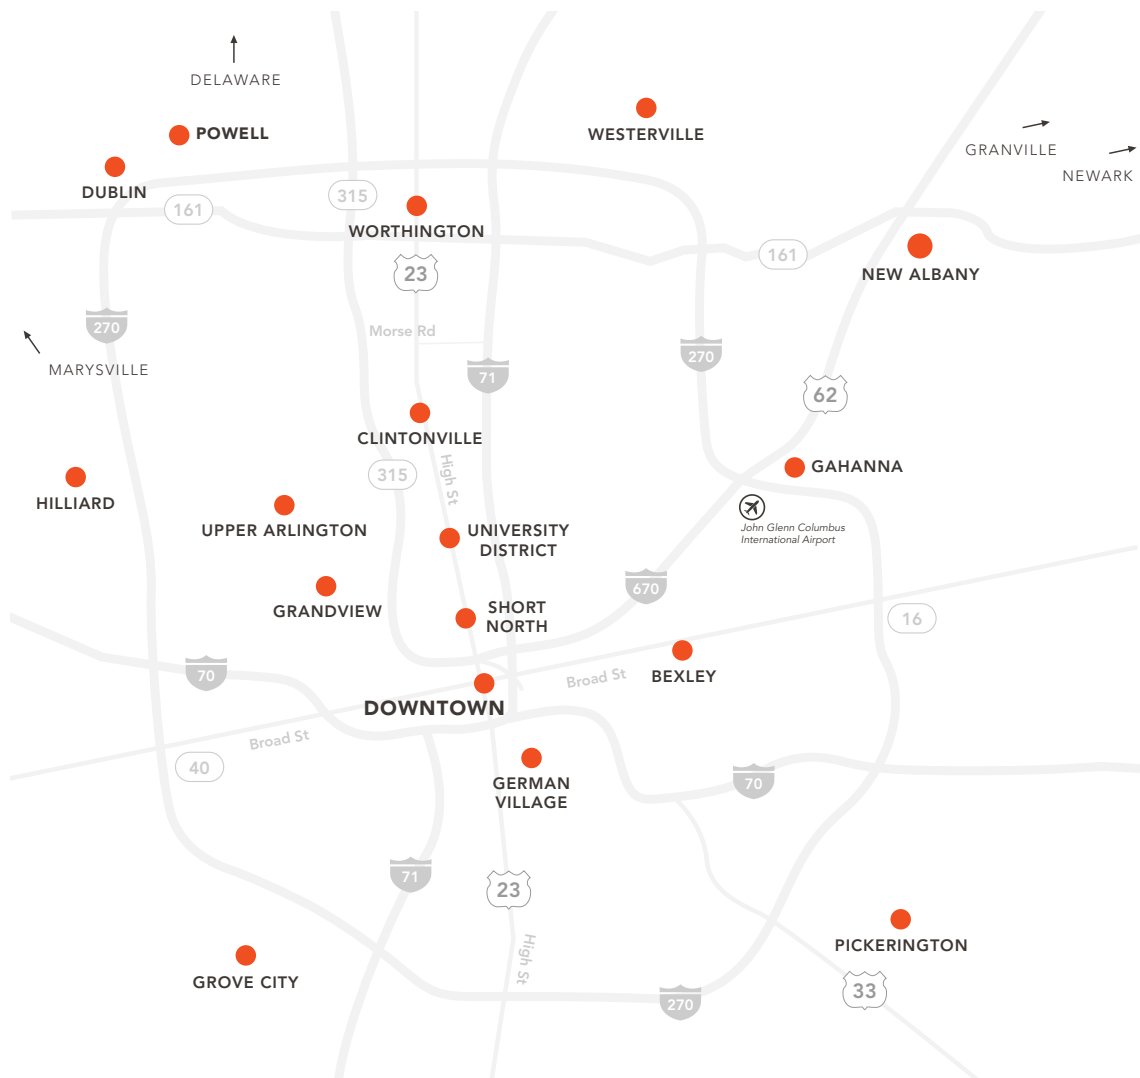 DELAWARE
POWELL
WESTERVILLE
GRANVILLE
NEWARK
DUBLIN
315
161
WORTHINGTON
161
23
NEW ALBANY
270
Morse Rd
270
MARYSVILLE
71
62
CLINTONVILLE
315
High St
GAHANNA
HILLIARD
UPPER ARLINGTON
UNIVERSITY
DISTRICT
John Glenn Columbus
International Airport
670
GRANDVIEW
SHORT
NORTH
16
70
Broad St
BEXLEY
DOWNTOWN
Broad St
40
GERMAN
VILLAGE
70
71
23
High St
PICKERINGTON
GROVE CITY
33
270